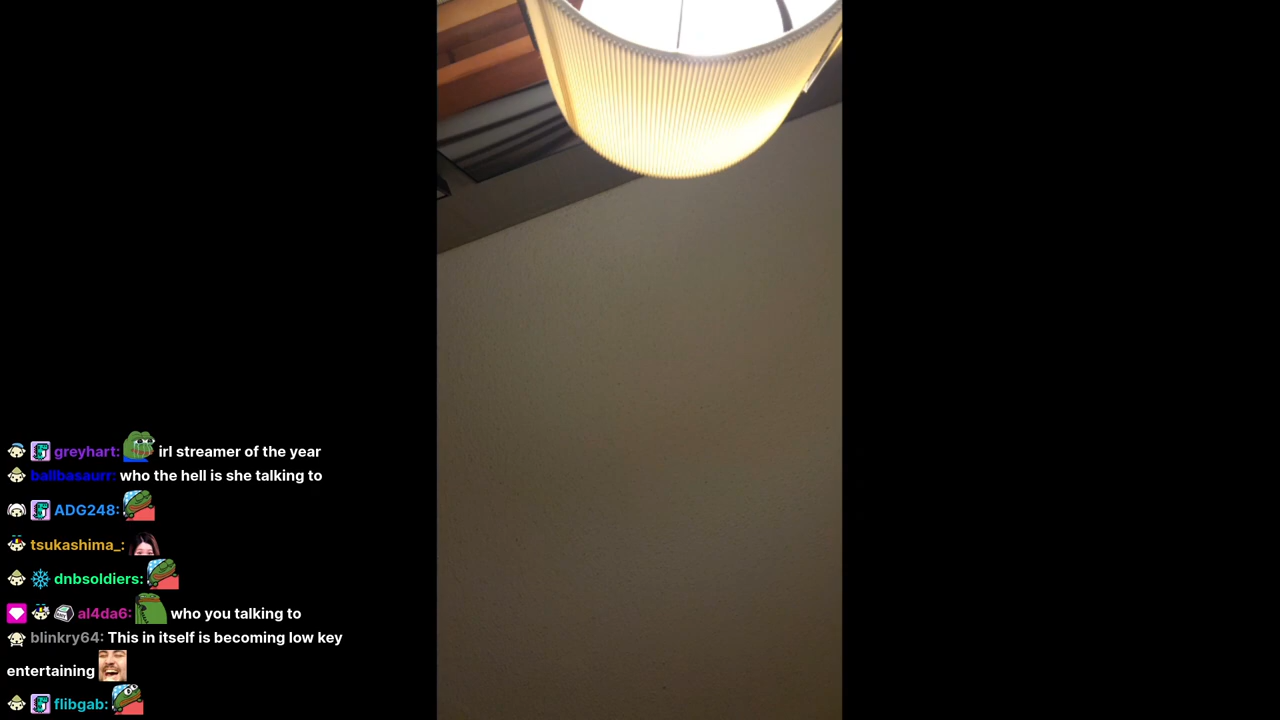 greyhart: irl streamer of the year
ballbasaurr: who the hell is she talking to
ADG248:
tsukashima_:
dnbsoldiers:
al4da6: who you talking to
blinkry64: This in itself is becoming low key
entertaining
flibgab: